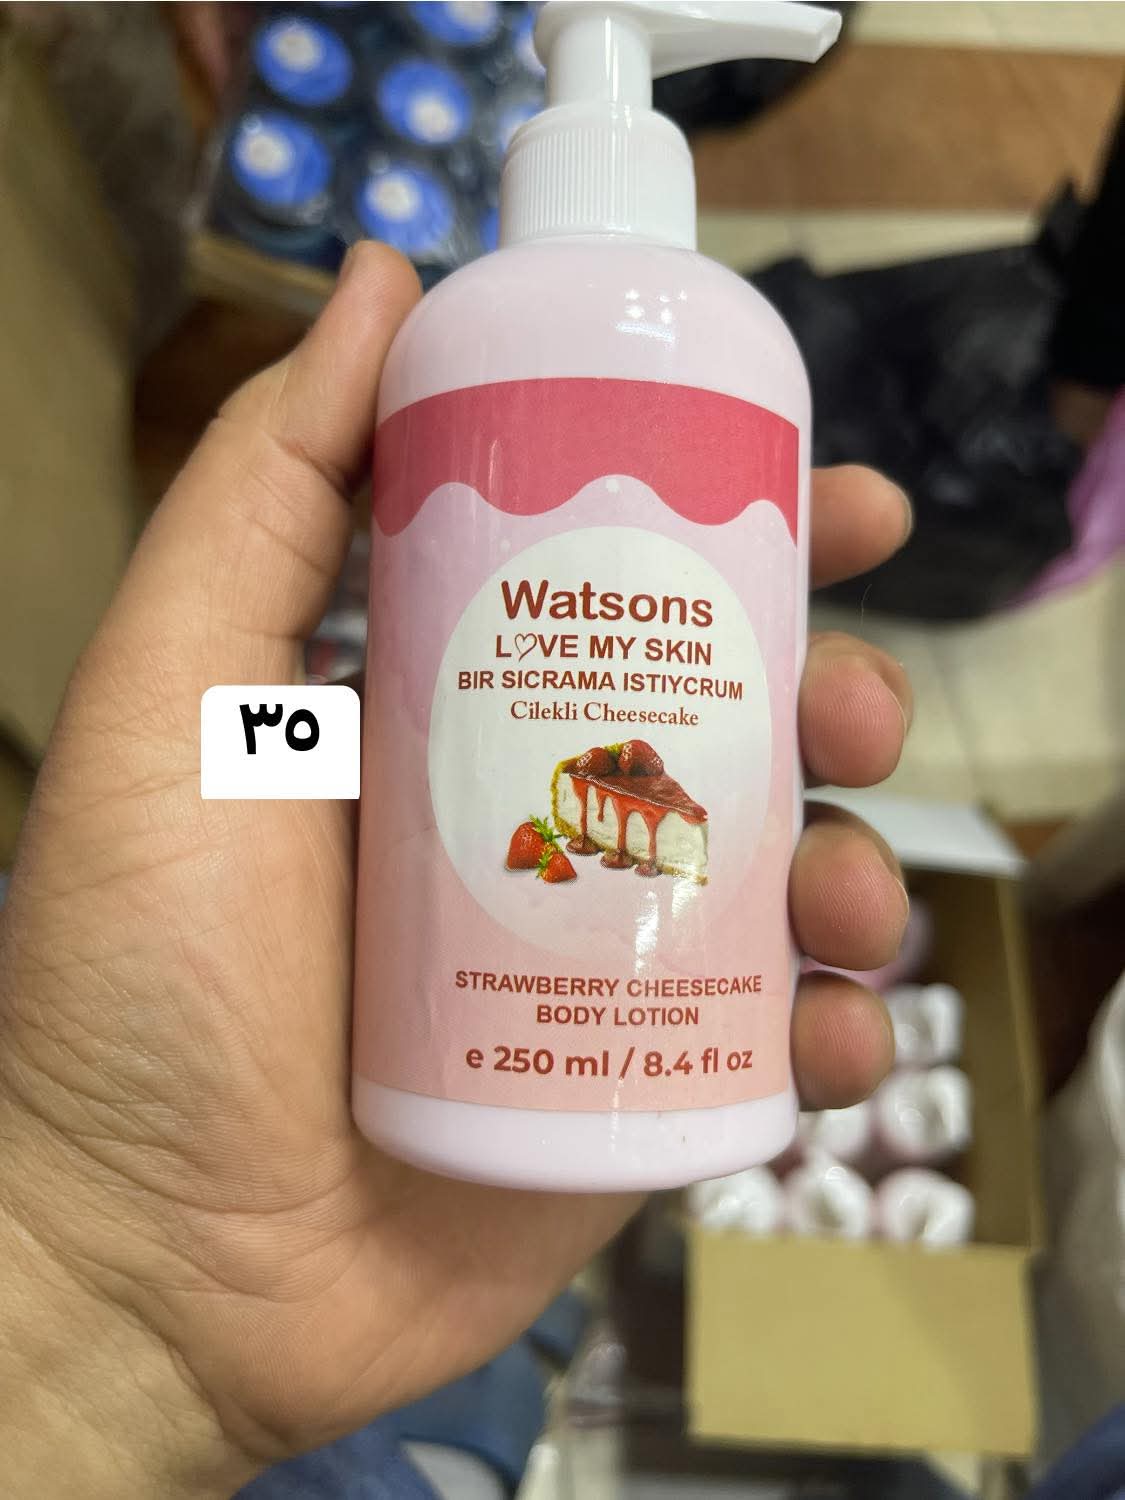 Watsons
L♡VE MY SKIN
BIR SICRAMA ISTIYCRUM
Cilekli Cheesecake
٣٥
STRAWBERRY CHEESECAKE
BODY LOTION
e 250 ml / 8.4 fl oz